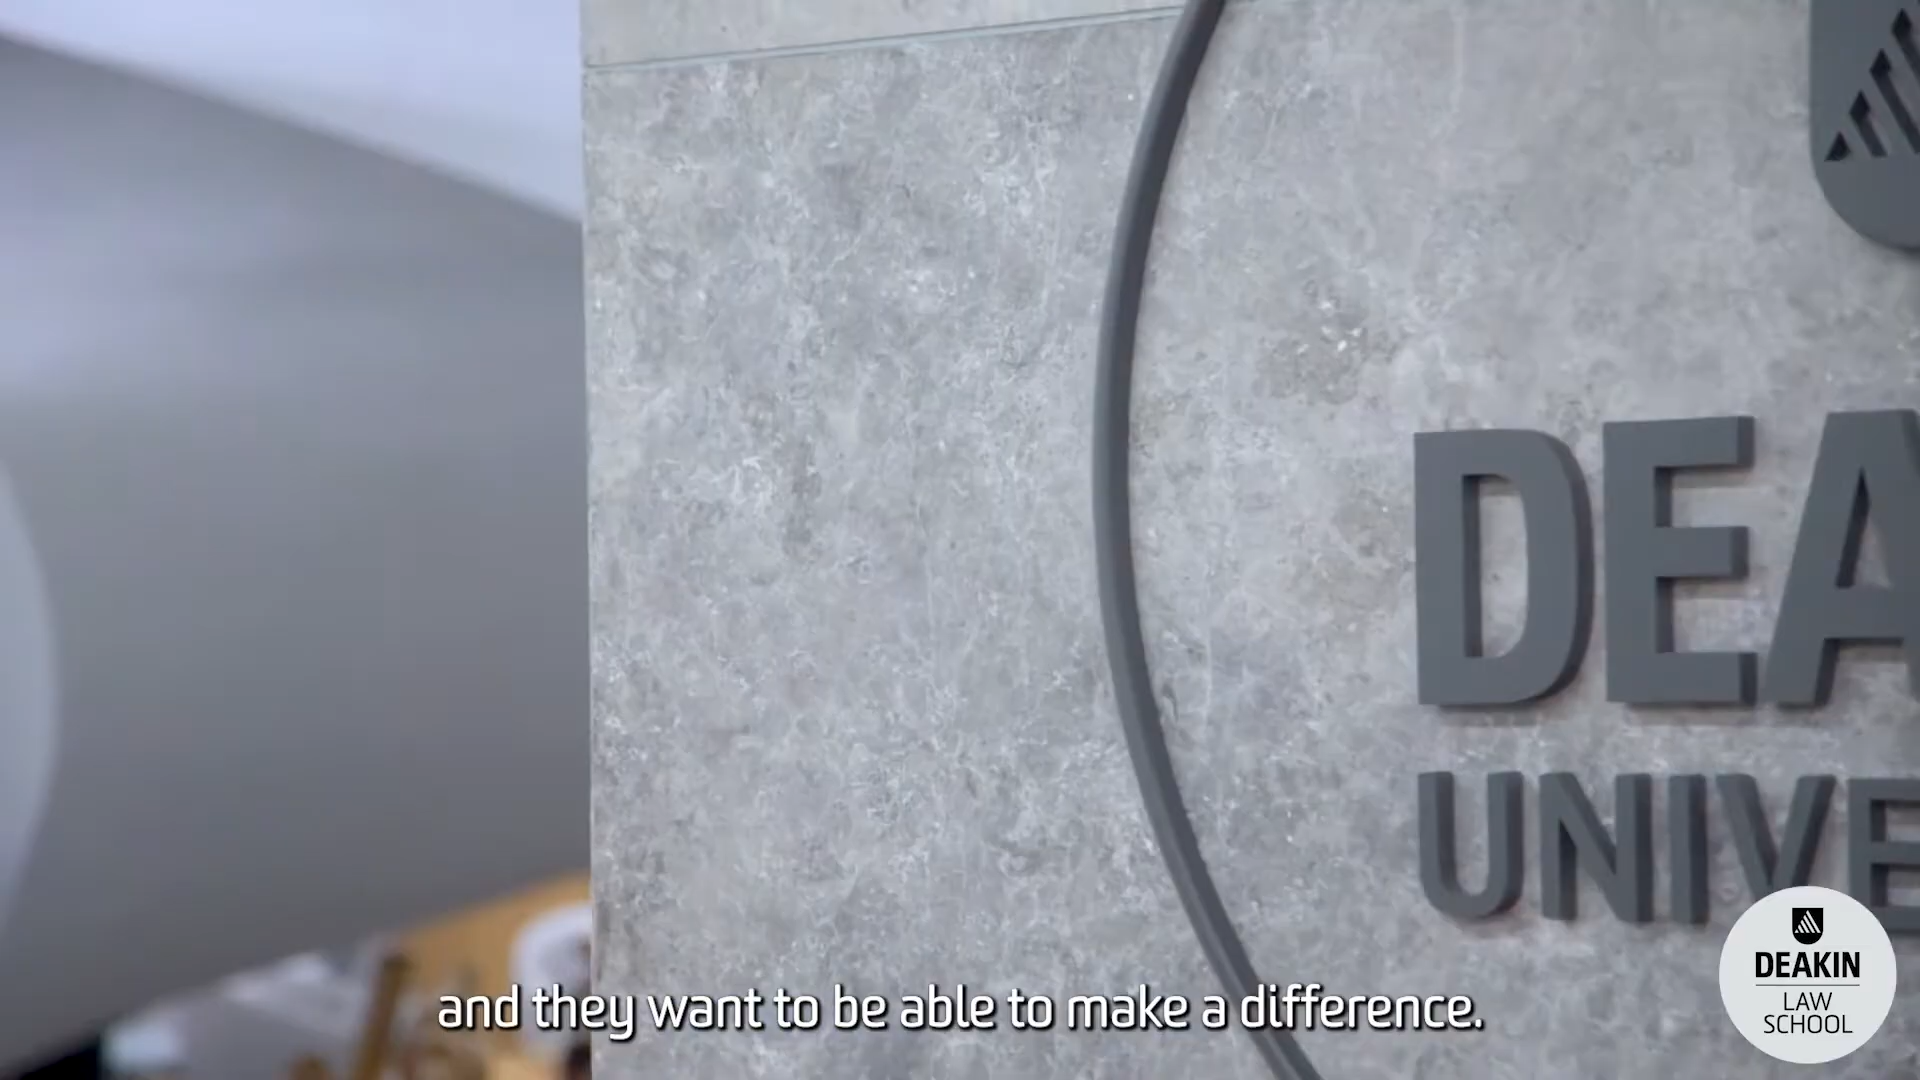 DEA
UNIVE
and they want to be able to make a difference.
DEAKIN
LAW
SCHOOL